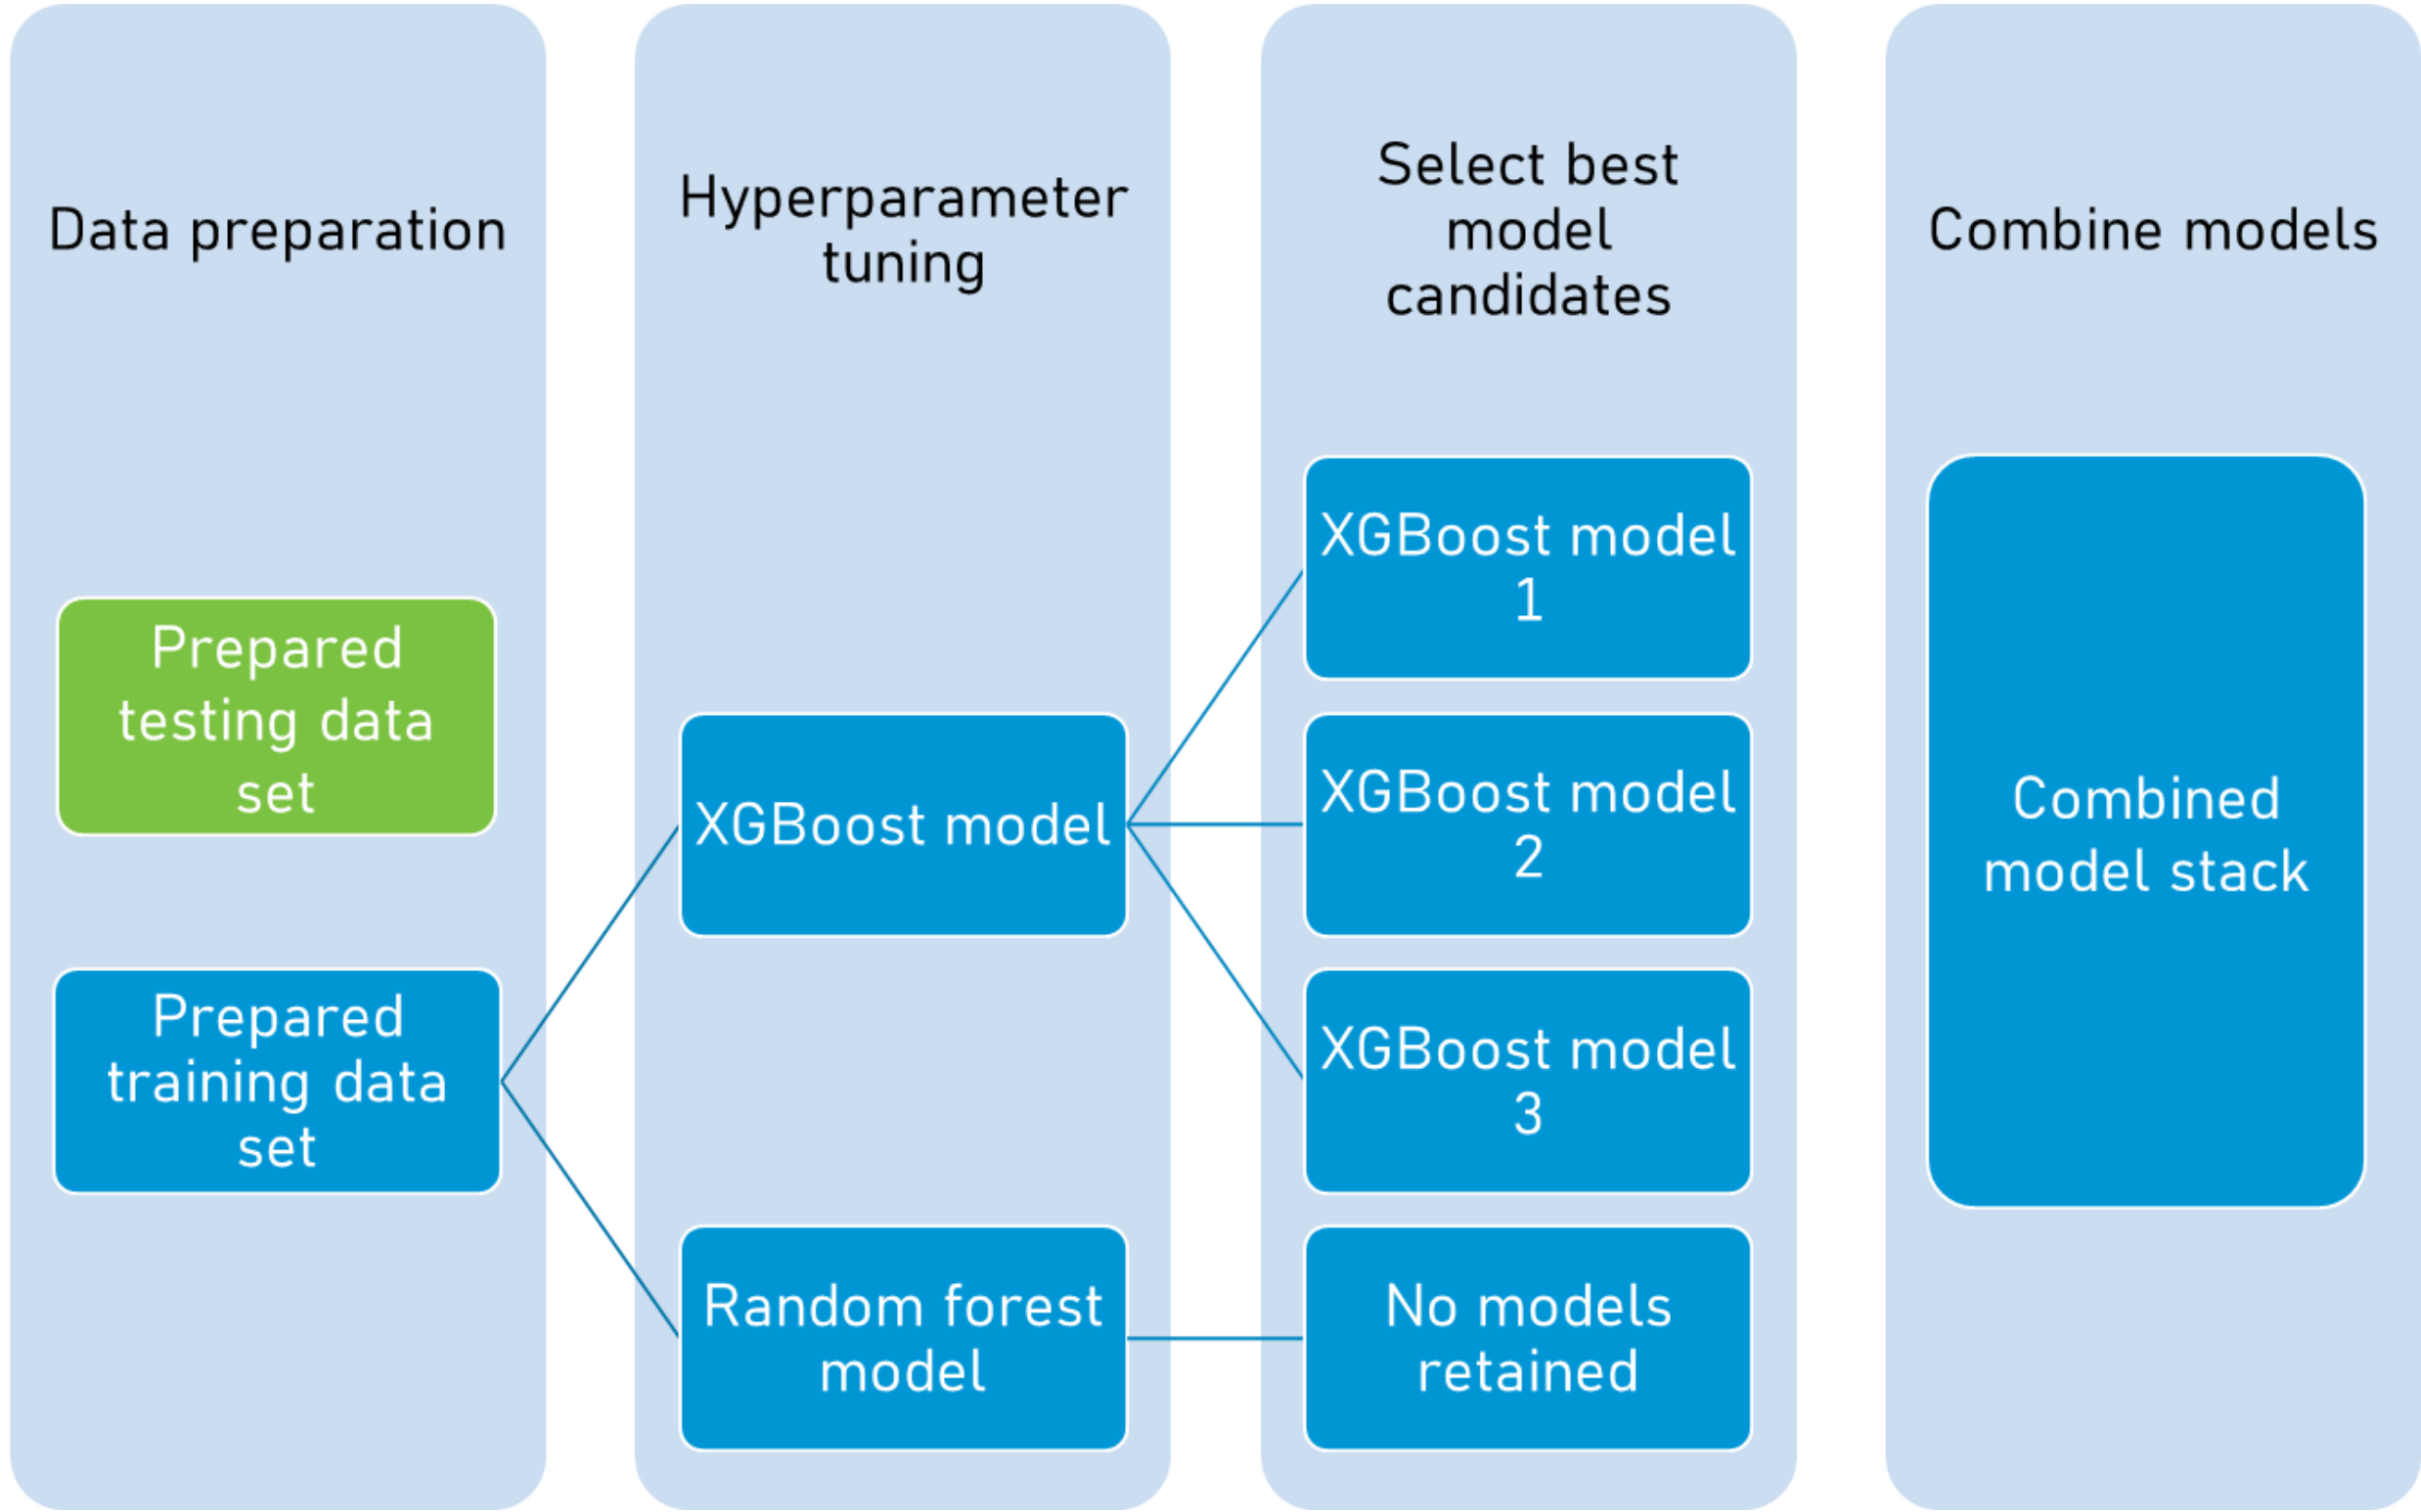 Data preparation
Prepared
testing data
set
Prepared
training data
set
Hyperparameter
tuning
XGBoost model
Random forest
model
Select best
model
candidates
XGBoost model
1
XGBoost model
2
XGBoost model
3
No models
retained
Combine models
Combined
model stack